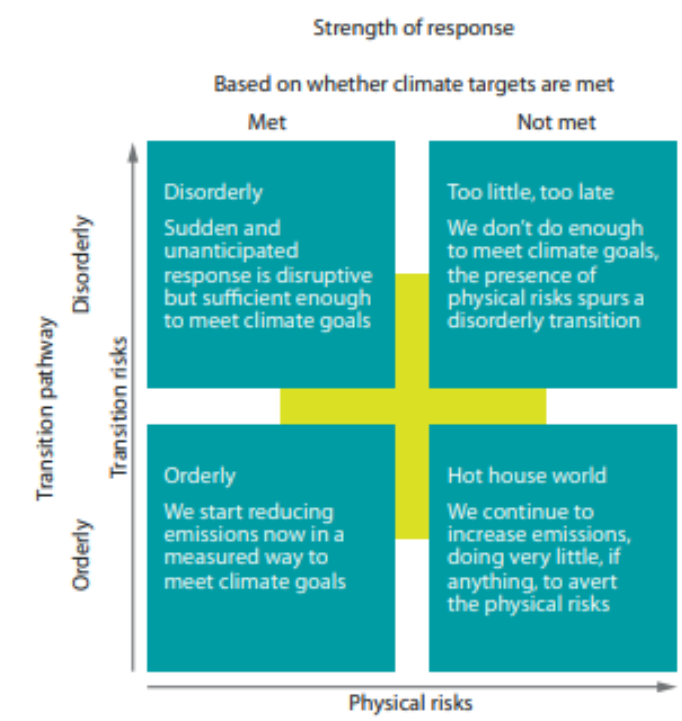 Strength of response
Based on whether climate targets are met
Met
Not met
Transition pathway
Disorderly
Orderly
Transition risks
Disorderly
Sudden and
unanticipated
response is disruptive
but sufficient enough
to meet climate goals
Too little, too late
We don't do enough
to meet climate goals,
the presence of
physical risks spurs a
disorderly transition
Orderly
We start reducing
emissions now in a
measured way to
meet climate goals
Hot house world
We continue to
increase emissions,
doing very little, if
anything, to avert
the physical risks
Physical risks